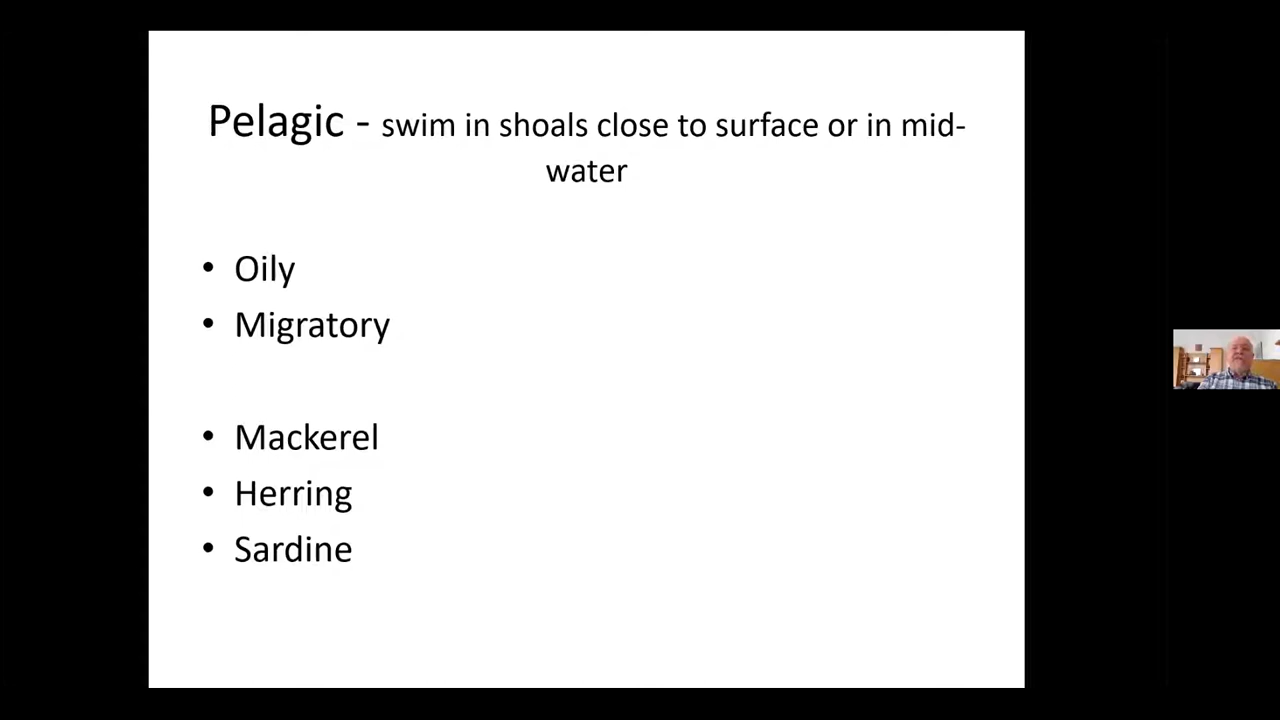 Pelagic - swim in shoals close to surface or in mid-
water
• Oily
• Migratory
• Mackerel
• Herring
• Sardine